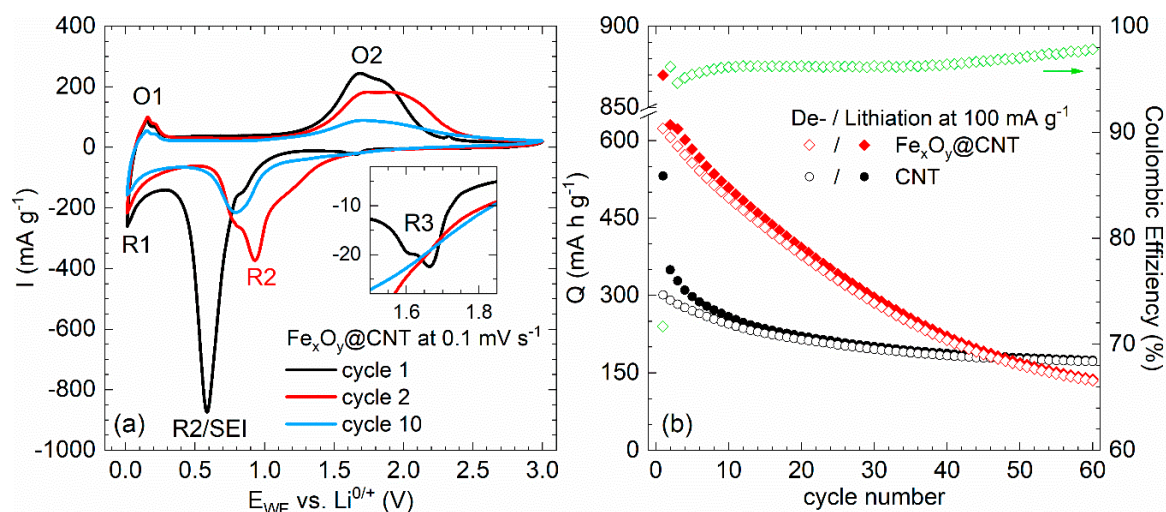 400
200
0
-200
-400
-600
-800
-1000
I (mA g⁻¹)
O1
O2
R1
R2
R2/SEI
R3
-10
-20
1.6
1.8
FeₓOᵧ@CNT at 0.1 mV s⁻¹
cycle 1
cycle 2
cycle 10
(a)
0.0 0.5 1.0 1.5 2.0 2.5 3.0
E_WE vs. Li⁰/⁺ (V)
900
850
600
450
300
150
0
Q (mA h g⁻¹)
De- / Lithiation at 100 mA g⁻¹
/ FeₓOᵧ@CNT
/ CNT
(b)
0 10 20 30 40 50 60
cycle number
100
90
80
70
60
Coulombic Effiziency (%)